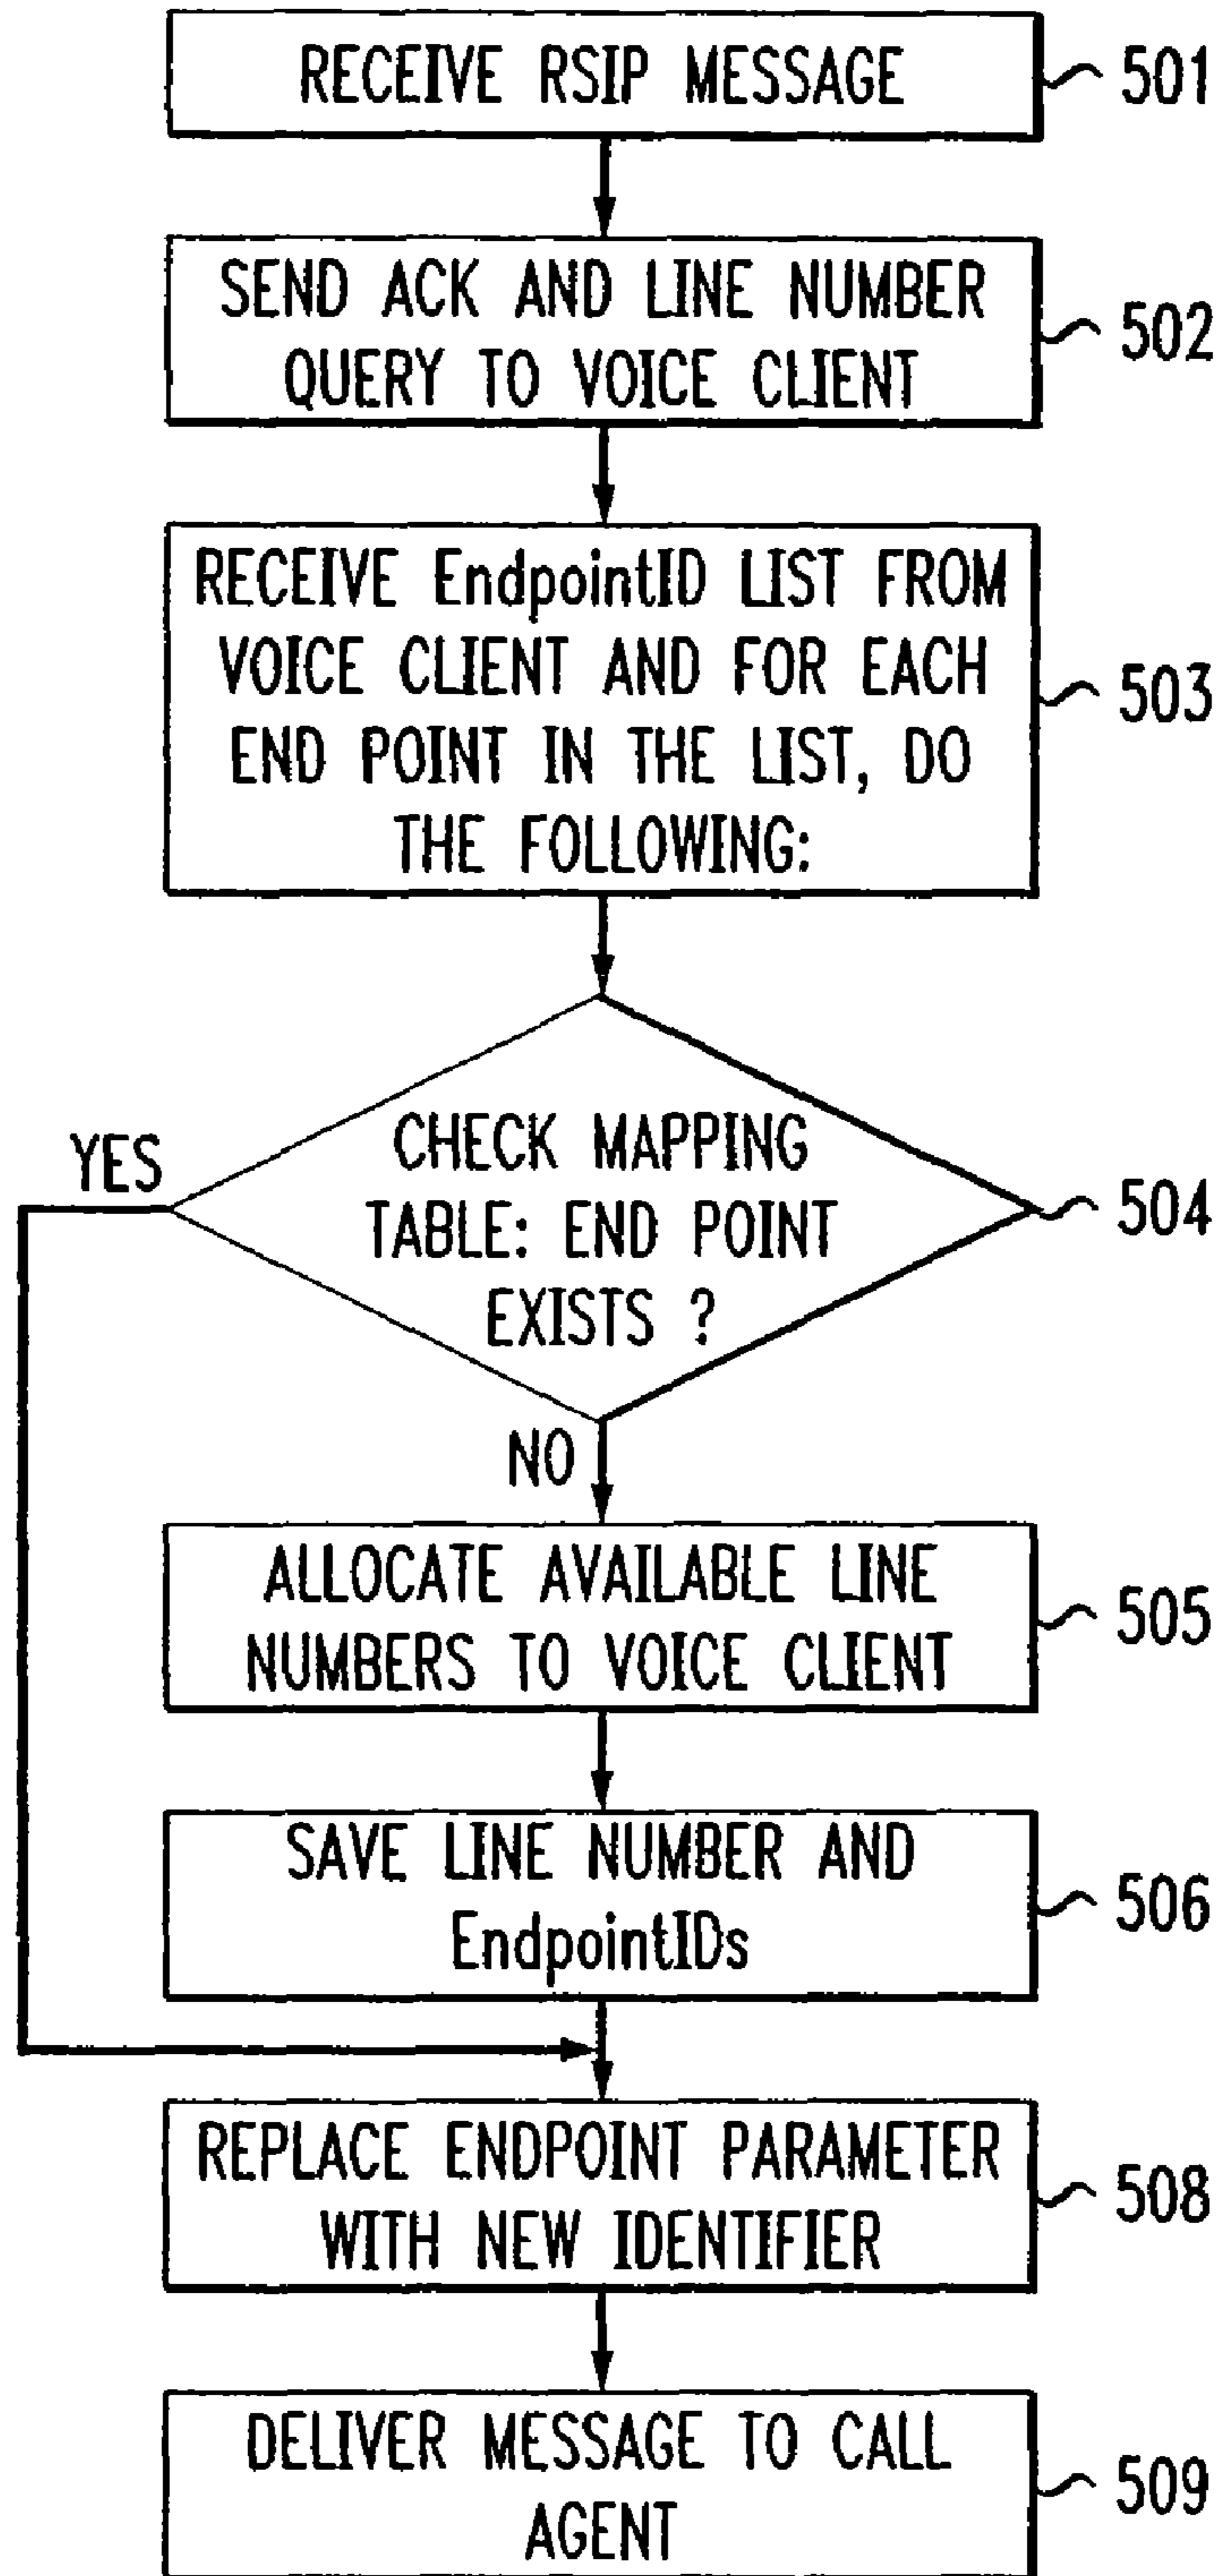 RECEIVE RSIP MESSAGE
501
SEND ACK AND LINE NUMBER
QUERY TO VOICE CLIENT
502
RECEIVE EndpointID LIST FROM
VOICE CLIENT AND FOR EACH
END POINT IN THE LIST, DO
THE FOLLOWING:
503
YES
CHECK MAPPING
TABLE: END POINT
EXISTS ?
504
NO
ALLOCATE AVAILABLE LINE
NUMBERS TO VOICE CLIENT
505
SAVE LINE NUMBER AND
EndpointIDs
506
REPLACE ENDPOINT PARAMETER
WITH NEW IDENTIFIER
508
DELIVER MESSAGE TO CALL
AGENT
509